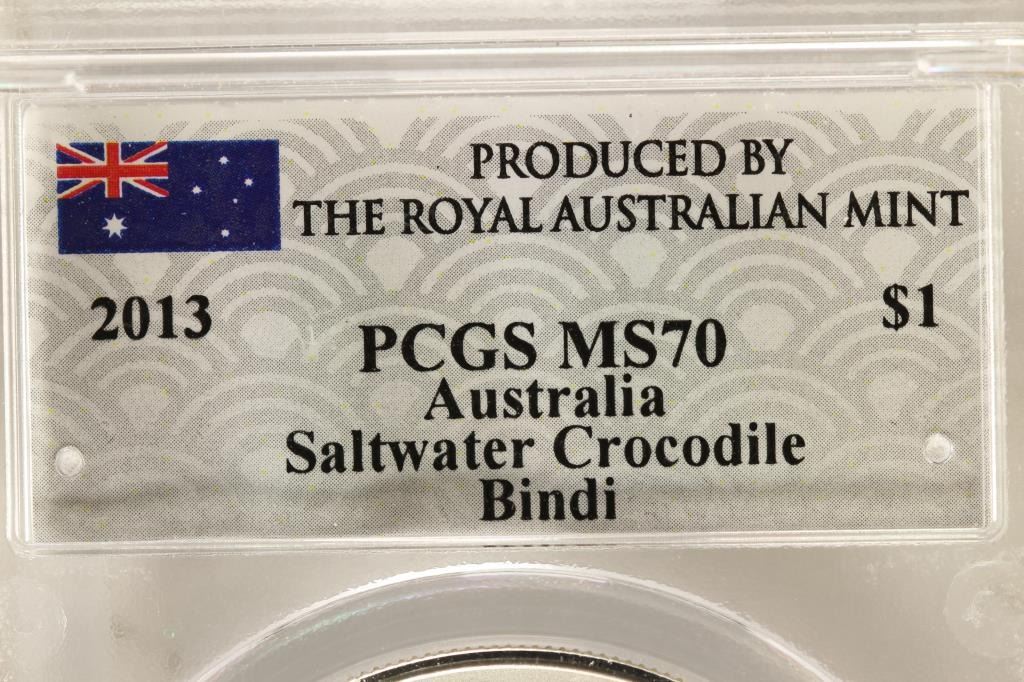 PRODUCED BY
THE ROYAL AUSTRALIAN MINT
2013
$1
PCGS MS70
Australia
Saltwater Crocodile
Bindi